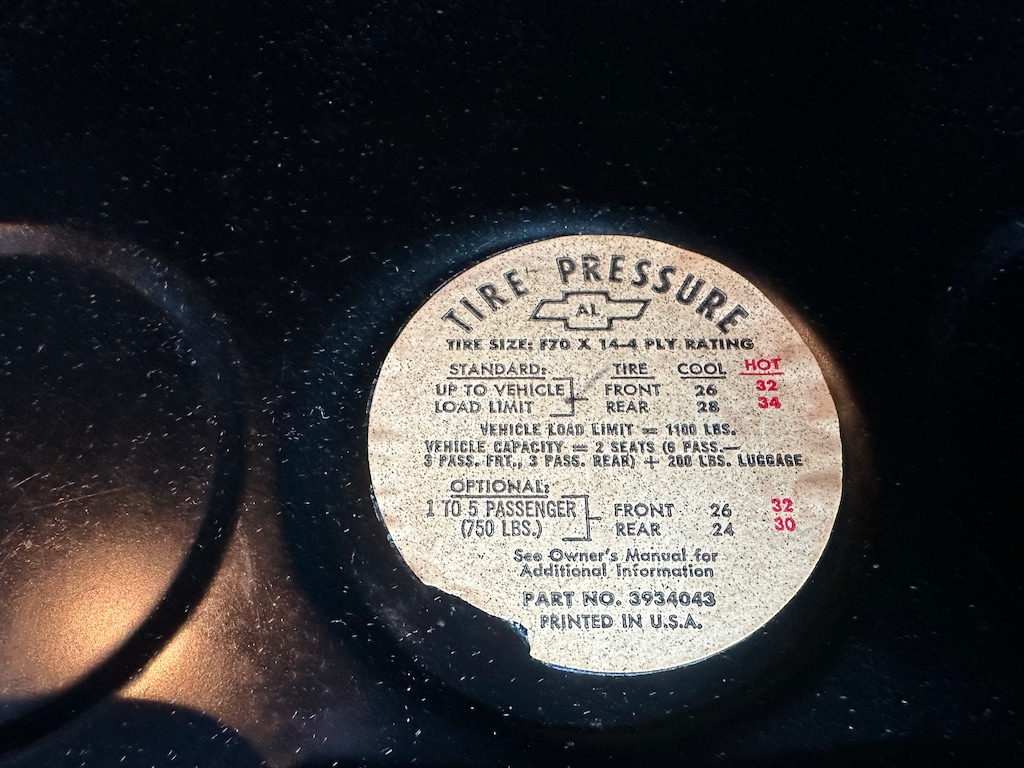 TIRE PRESSURE
AL
TIRE SIZE: F70 X 14-4 PLY RATING
STANDARD: TIRE COOL HOT
UP TO VEHICLE FRONT 26 32
LOAD LIMIT REAR 28 34
VEHICLE LOAD LIMIT = 1100 LBS.
VEHICLE CAPACITY = 2 SEATS (6 PASS.—
3 PASS. FRT., 3 PASS. REAR) + 200 LBS. LUGGAGE
OPTIONAL:
1 TO 5 PASSENGER FRONT 26 32
(750 LBS.) REAR 24 30
See Owner's Manual for
Additional Information
PART NO. 3934043
PRINTED IN U.S.A.